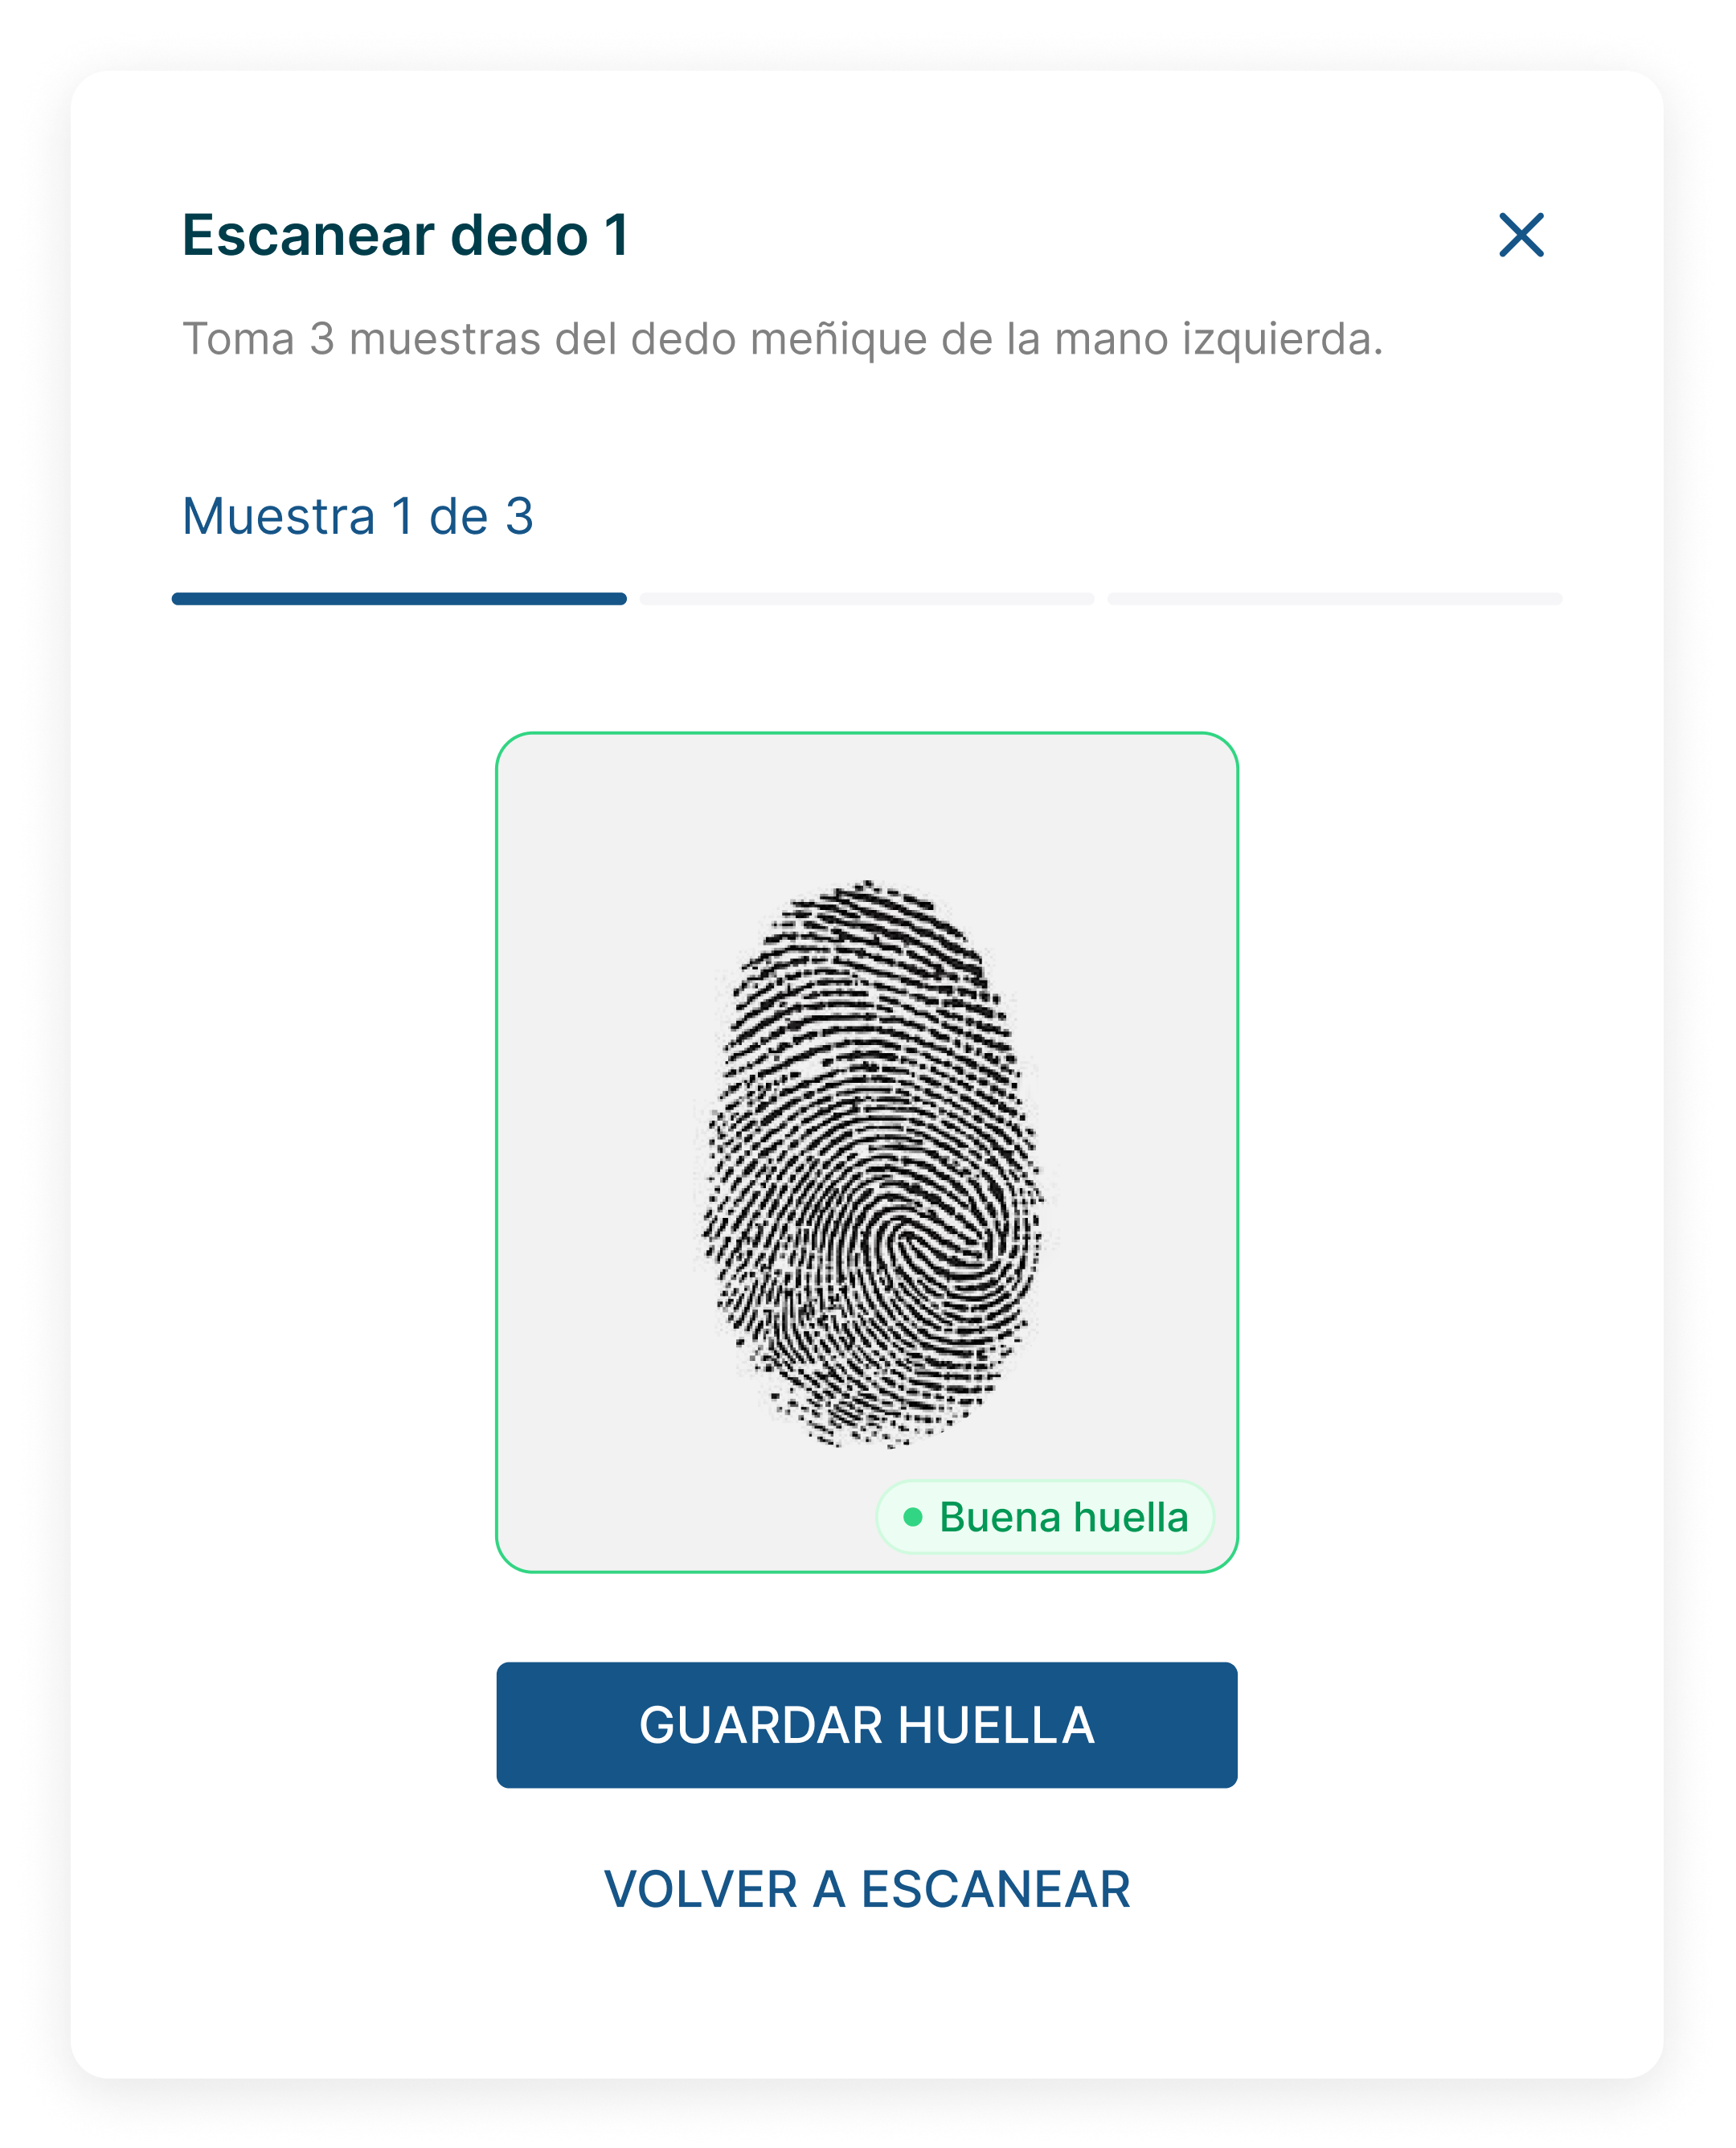 Escanear dedo 1
Toma 3 muestras del dedo meñique de la mano izquierda.
Muestra 1 de 3
Buena huella
GUARDAR HUELLA
VOLVER A ESCANEAR